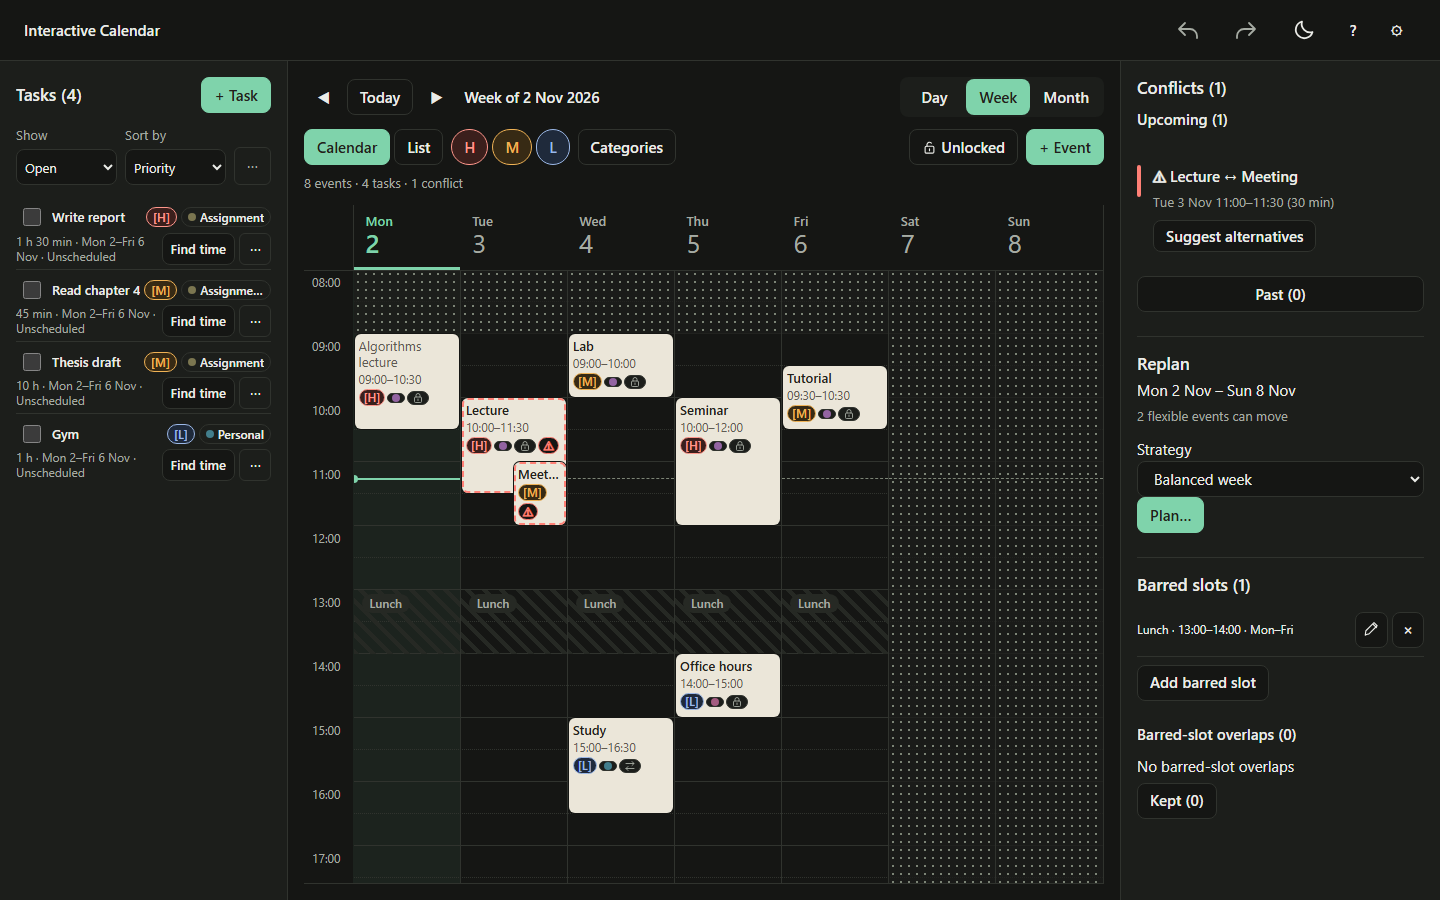 Interactive Calendar
?
Tasks (4)
+ Task
Show
Sort by
Open
Priority
...
Write report [H] Assignment
1 h 30 min · Mon 2–Fri 6
Nov · Unscheduled
Find time
...
Read chapter 4 [M] Assignme...
45 min · Mon 2–Fri 6 Nov ·
Unscheduled
Find time
...
Thesis draft [M] Assignment
10 h · Mon 2–Fri 6 Nov ·
Unscheduled
Find time
...
Gym [L] Personal
1 h · Mon 2–Fri 6 Nov ·
Unscheduled
Find time
...
Today
Week of 2 Nov 2026
Day Week Month
Calendar List H M L Categories
Unlocked
+ Event
8 events · 4 tasks · 1 conflict
Mon Tue Wed Thu Fri Sat Sun
2 3 4 5 6 7 8
08:00
09:00
10:00
11:00
12:00
13:00
14:00
15:00
16:00
17:00
Algorithms
lecture
09:00–10:30
[H]
Lecture
10:00–11:30
[H]
Meet...
[M]
Lab
09:00–10:00
[M]
Study
15:00–16:30
[L]
Seminar
10:00–12:00
[H]
Office hours
14:00–15:00
[L]
Tutorial
09:30–10:30
[M]
Lunch Lunch Lunch Lunch Lunch
Conflicts (1)
Upcoming (1)
Lecture ↔ Meeting
Tue 3 Nov 11:00–11:30 (30 min)
Suggest alternatives
Past (0)
Replan
Mon 2 Nov – Sun 8 Nov
2 flexible events can move
Strategy
Balanced week
Plan...
Barred slots (1)
Lunch · 13:00–14:00 · Mon–Fri
×
Add barred slot
Barred-slot overlaps (0)
No barred-slot overlaps
Kept (0)